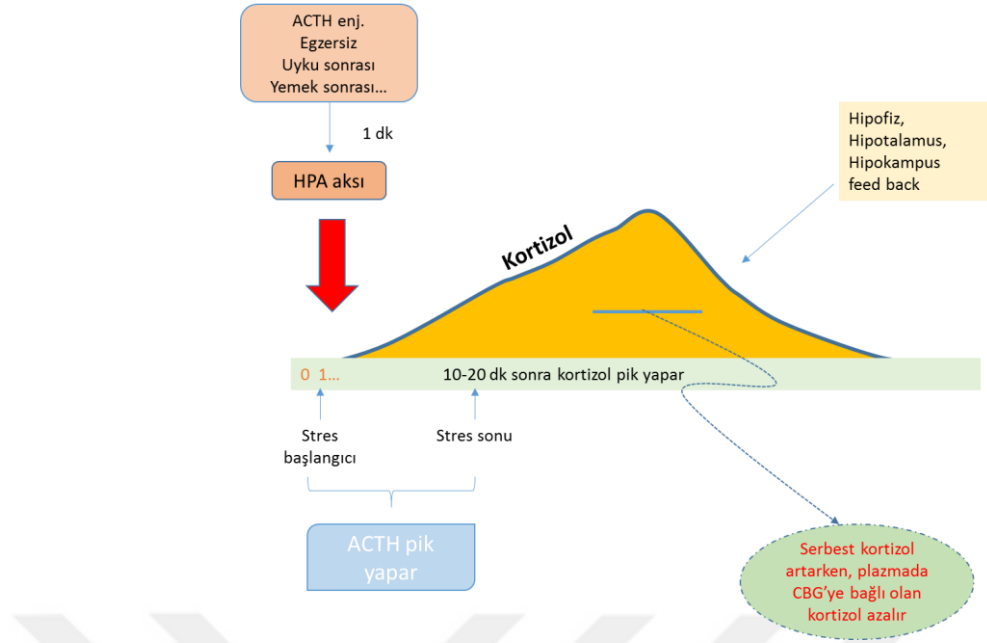 ACTH enj.
Egzersiz
Uyku sonrası
Yemek sonrası...
1 dk
HPA aksı
Hipofiz,
Hipotalamus,
Hipokampus
feed back
Kortizol
0 1...
10-20 dk sonra kortizol pik yapar
Stres
başlangıcı
Stres sonu
ACTH pik
yapar
Serbest kortizol
artarken, plazmada
CBG'ye bağlı olan
kortizol azalır